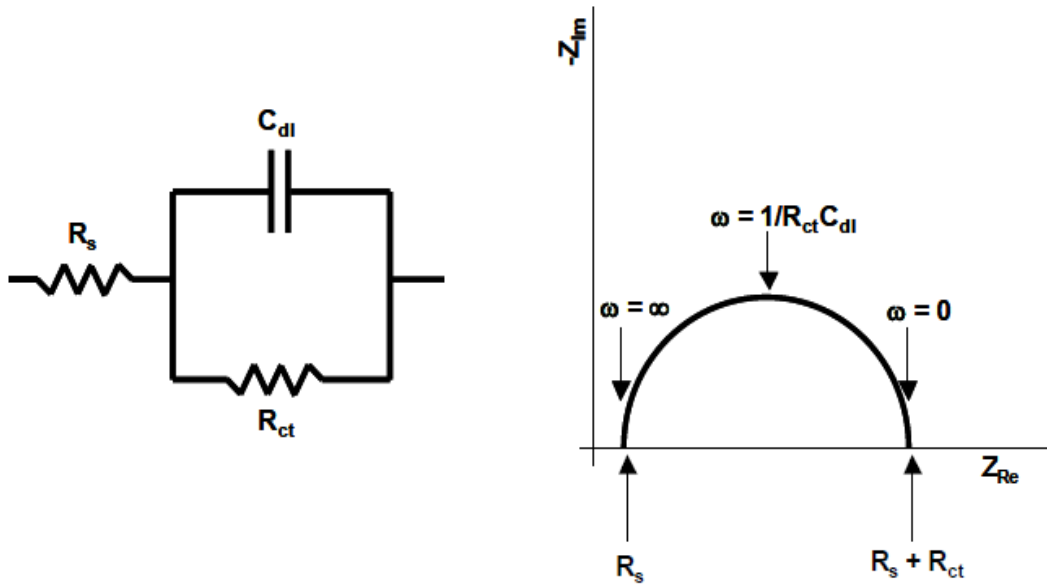 C_dl
R_s
R_ct
-Z_Im
ω = 1/R_ctC_dl
ω = ∞
ω = 0
Z_Re
R_s
R_s + R_ct